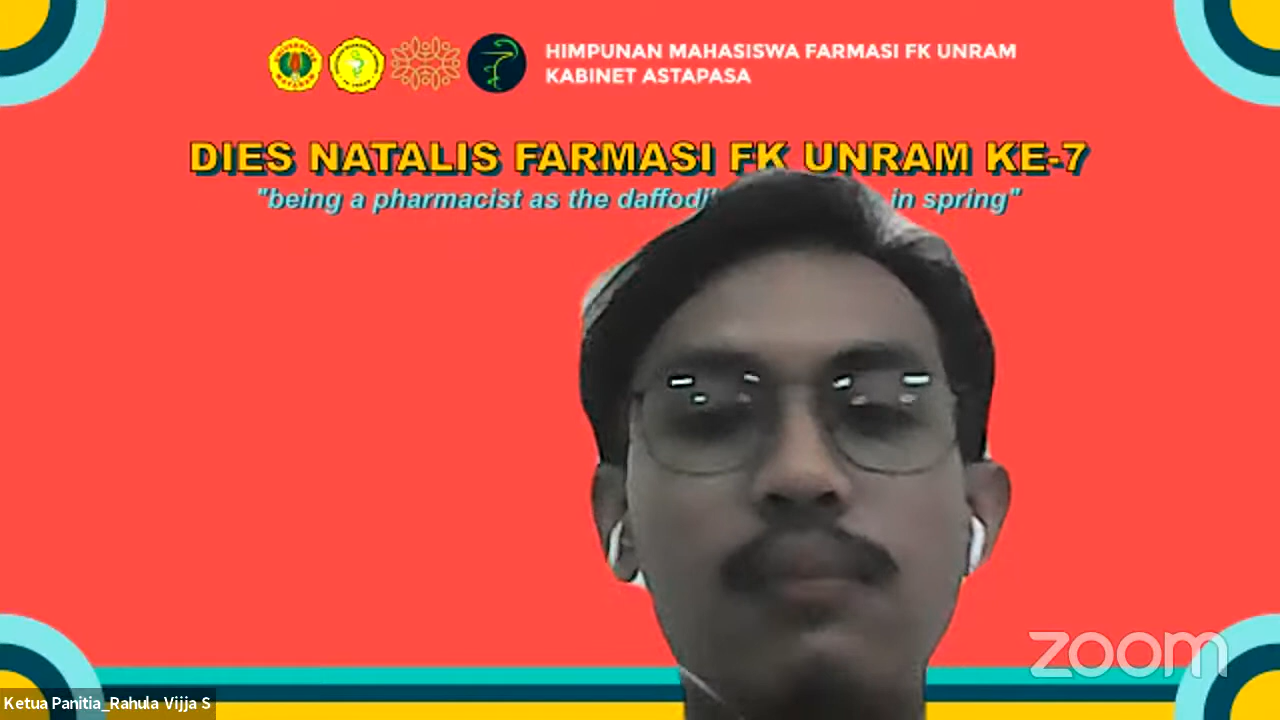 HIMPUNAN MAHASISWA FARMASI FK UNRAM
KABINET ASTAPASA
DIES NATALIS FARMASI FK UNRAM KE-7
"being a pharmacist as the in spring"
zoom
Ketua Panitia_Rahula Vijja S